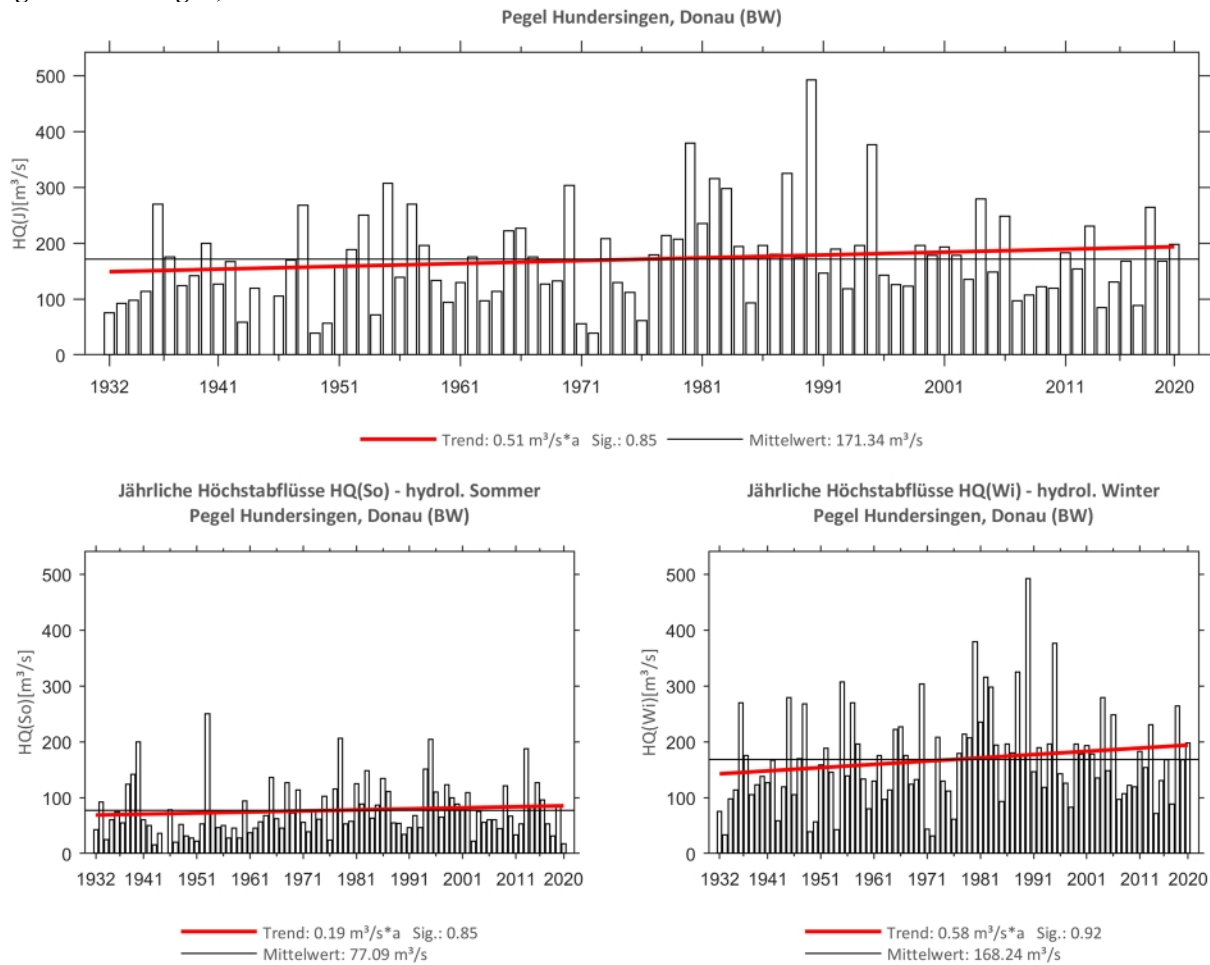 Pegel Hundersingen, Donau (BW)
HQ(J)[m³/s]
500
400
300
200
100
0
1932 1941 1951 1961 1971 1981 1991 2001 2011 2020
Trend: 0.51 m³/s*a Sig.: 0.85 Mittelwert: 171.34 m³/s
Jährliche Höchstabflüsse HQ(So) - hydrol. Sommer
Pegel Hundersingen, Donau (BW)
HQ(So)[m³/s]
500
400
300
200
100
0
1932 1941 1951 1961 1971 1981 1991 2001 2011 2020
Trend: 0.19 m³/s*a Sig.: 0.85
Mittelwert: 77.09 m³/s
Jährliche Höchstabflüsse HQ(Wi) - hydrol. Winter
Pegel Hundersingen, Donau (BW)
HQ(Wi)[m³/s]
500
400
300
200
100
0
1932 1941 1951 1961 1971 1981 1991 2001 2011 2020
Trend: 0.58 m³/s*a Sig.: 0.92
Mittelwert: 168.24 m³/s